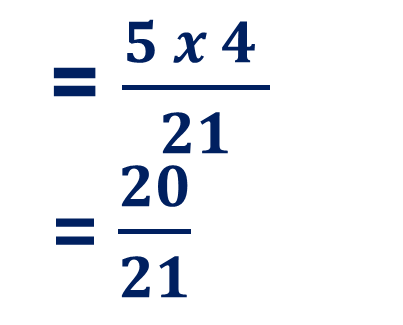 = 5 x 4
21
= 20
21